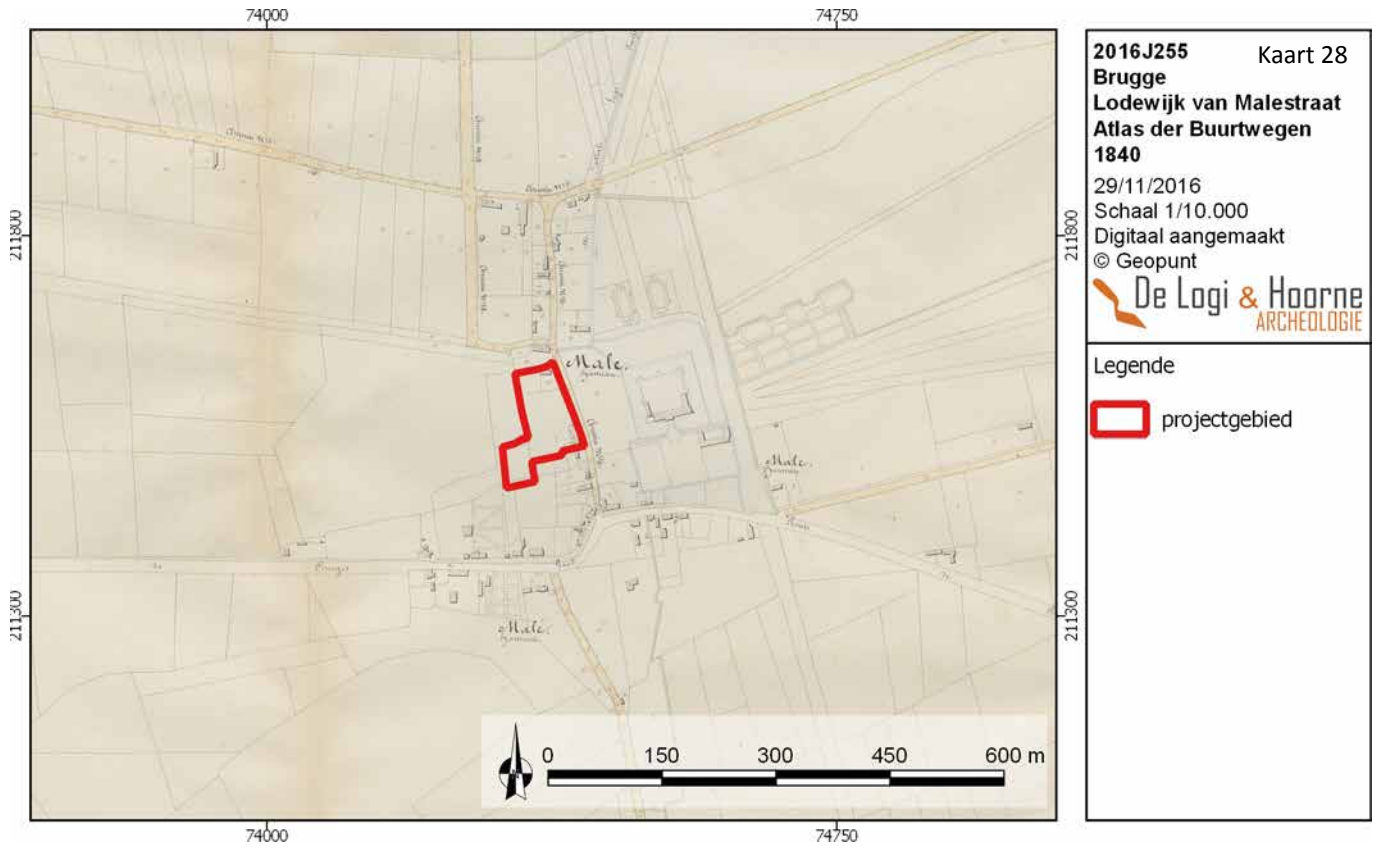 74000
74750
211800
211800
211300
211300
74000
74750
Male.
Male.
Male.
0 150 300 450 600 m
2016J255 Kaart 28
Brugge
Lodewijk van Malestraat
Atlas der Buurtwegen
1840
29/11/2016
Schaal 1/10.000
Digitaal aangemaakt
© Geopunt
De Logi & Hoorne
ARCHEOLOGIE
Legende
projectgebied